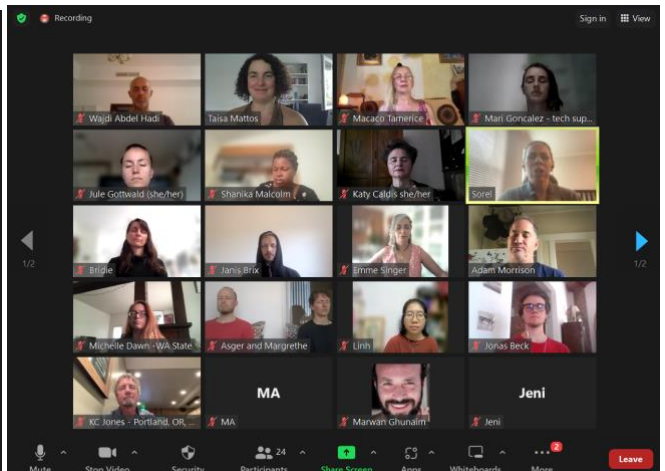 Recording
Sign in View
Wajdi Abdel Hadi
Taisa Mattos
Macaco Tamerice
Mari Goncalez - tech sup...
Jule Gottwald (she/her)
Shanika Malcolm
Katy Caldis she/her
Sorel
1/2
Bridie
Janis Brix
Emme Singer
Adam Morrison
1/2
Michelle Dawn -WA State
Asger and Margrethe
Linh
Jonas Beck
KC Jones - Portland, OR, ...
MA
MA
Marwan Ghunaim
Jeni
Jeni
24
2
Mute
Stop Video
Security
Participants
Share Screen
Apps
Whiteboards
More
Leave